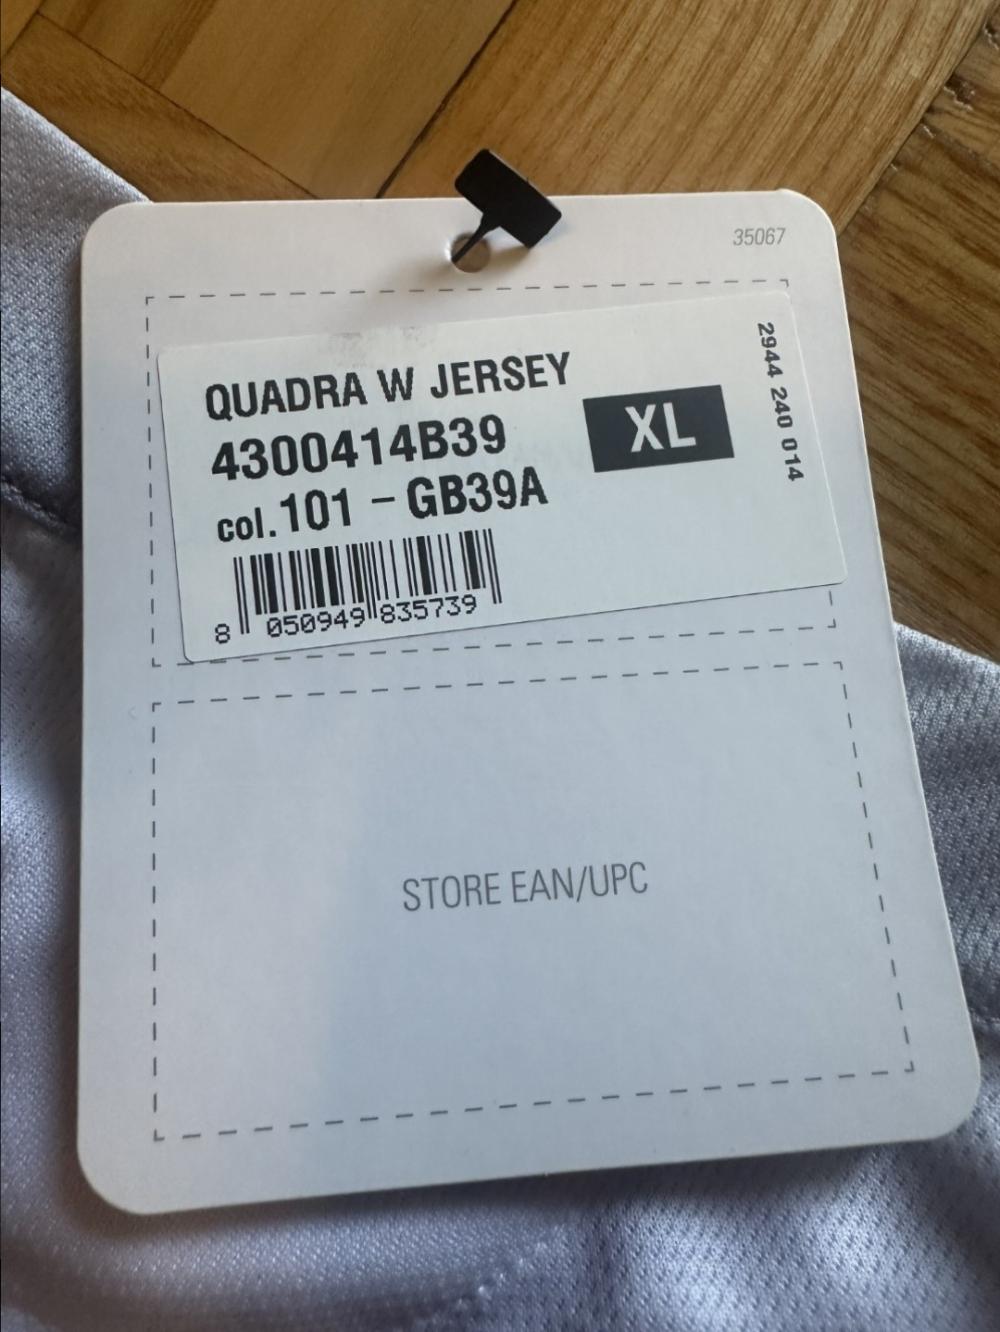 35067
QUADRA W JERSEY
4300414B39
col. 101 - GB39A
XL
2944 240 014
8 050949 835739
STORE EAN/UPC